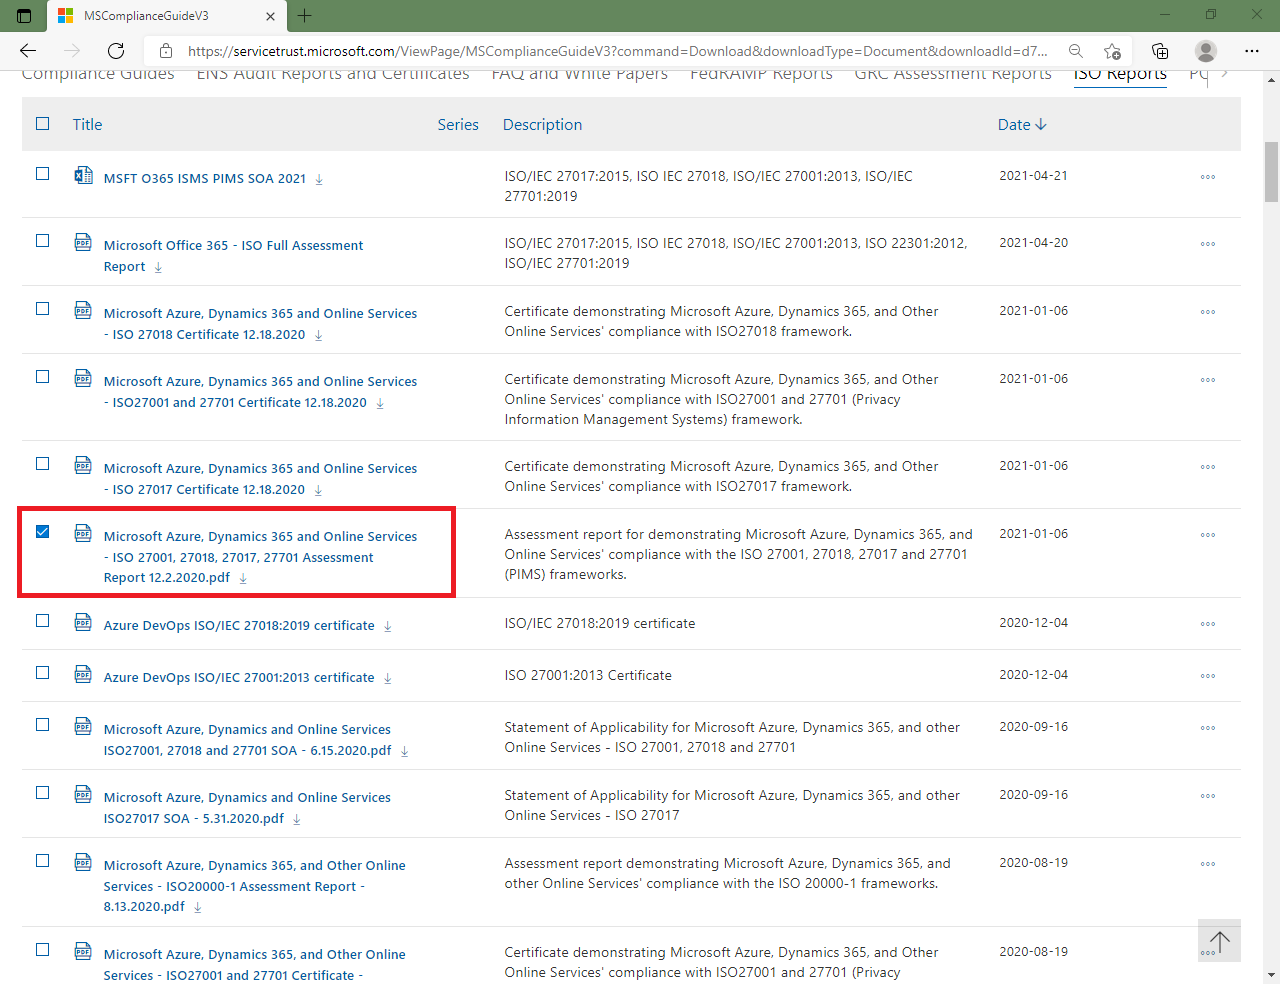 MSComplianceGuideV3
https://servicetrust.microsoft.com/ViewPage/MSComplianceGuideV3?command=Download&downloadType=Document&downloadId=d7...
Compliance Guides ENS Audit Reports and Certificates FAQ and White Papers FedRAMP Reports GRC Assessment Reports ISO Reports
Title Series Description Date
MSFT O365 ISMS PIMS SOA 2021
ISO/IEC 27017:2015, ISO IEC 27018, ISO/IEC 27001:2013, ISO/IEC
27701:2019
2021-04-21
Microsoft Office 365 - ISO Full Assessment
Report
ISO/IEC 27017:2015, ISO IEC 27018, ISO/IEC 27001:2013, ISO 22301:2012,
ISO/IEC 27701:2019
2021-04-20
Microsoft Azure, Dynamics 365 and Online Services
- ISO 27018 Certificate 12.18.2020
Certificate demonstrating Microsoft Azure, Dynamics 365, and Other
Online Services' compliance with ISO27018 framework.
2021-01-06
Microsoft Azure, Dynamics 365 and Online Services
- ISO27001 and 27701 Certificate 12.18.2020
Certificate demonstrating Microsoft Azure, Dynamics 365, and Other
Online Services' compliance with ISO27001 and 27701 (Privacy
Information Management Systems) framework.
2021-01-06
Microsoft Azure, Dynamics 365 and Online Services
- ISO 27017 Certificate 12.18.2020
Certificate demonstrating Microsoft Azure, Dynamics 365, and Other
Online Services' compliance with ISO27017 framework.
2021-01-06
Microsoft Azure, Dynamics 365 and Online Services
- ISO 27001, 27018, 27017, 27701 Assessment
Report 12.2.2020.pdf
Assessment report for demonstrating Microsoft Azure, Dynamics 365, and
Online Services' compliance with the ISO 27001, 27018, 27017 and 27701
(PIMS) frameworks.
2021-01-06
Azure DevOps ISO/IEC 27018:2019 certificate
ISO/IEC 27018:2019 certificate
2020-12-04
Azure DevOps ISO/IEC 27001:2013 certificate
ISO 27001:2013 Certificate
2020-12-04
Microsoft Azure, Dynamics and Online Services
ISO27001, 27018 and 27701 SOA - 6.15.2020.pdf
Statement of Applicability for Microsoft Azure, Dynamics 365, and other
Online Services - ISO 27001, 27018 and 27701
2020-09-16
Microsoft Azure, Dynamics and Online Services
ISO27017 SOA - 5.31.2020.pdf
Statement of Applicability for Microsoft Azure, Dynamics 365, and other
Online Services - ISO 27017
2020-09-16
Microsoft Azure, Dynamics 365, and Other Online
Services - ISO20000-1 Assessment Report -
8.13.2020.pdf
Assessment report demonstrating Microsoft Azure, Dynamics 365, and
other Online Services' compliance with the ISO 20000-1 frameworks.
2020-08-19
Microsoft Azure, Dynamics 365, and Other Online
Services - ISO27001 and 27701 Certificate -
Certificate demonstrating Microsoft Azure, Dynamics 365, and Other
Online Services' compliance with ISO27001 and 27701 (Privacy
2020-08-19